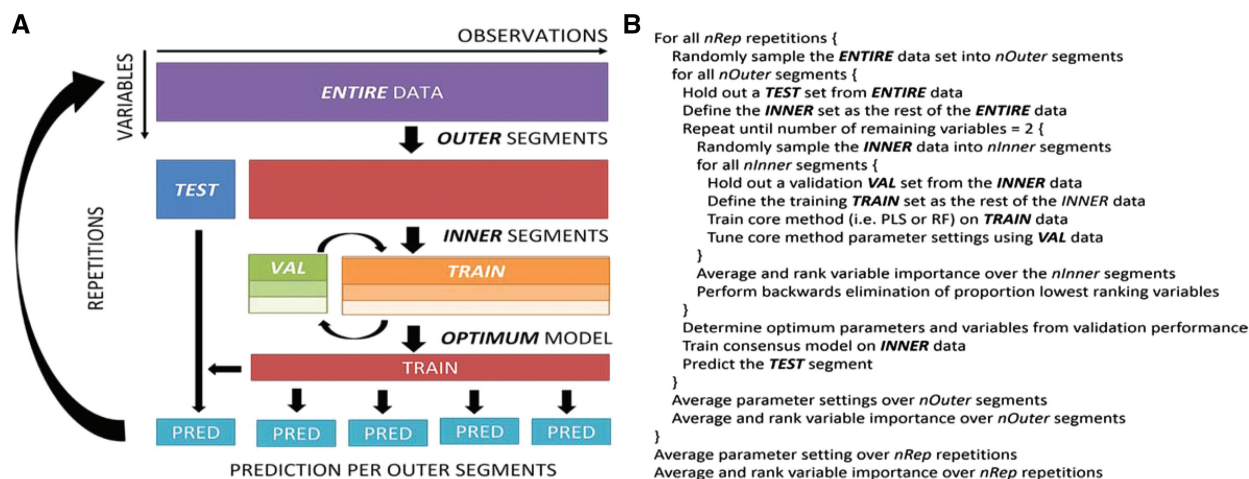 A
OBSERVATIONS
VARIABLES
ENTIRE DATA
OUTER SEGMENTS
TEST
INNER SEGMENTS
VAL
TRAIN
REPETITIONS
OPTIMUM MODEL
TRAIN
PRED PRED PRED PRED PRED
PREDICTION PER OUTER SEGMENTS
B
For all nRep repetitions {
Randomly sample the ENTIRE data set into nOuter segments
for all nOuter segments {
Hold out a TEST set from ENTIRE data
Define the INNER set as the rest of the ENTIRE data
Repeat until number of remaining variables = 2 {
Randomly sample the INNER data into nInner segments
for all nInner segments {
Hold out a validation VAL set from the INNER data
Define the training TRAIN set as the rest of the INNER data
Train core method (i.e. PLS or RF) on TRAIN data
Tune core method parameter settings using VAL data
}
Average and rank variable importance over the nInner segments
Perform backwards elimination of proportion lowest ranking variables
}
Determine optimum parameters and variables from validation performance
Train consensus model on INNER data
Predict the TEST segment
}
Average parameter settings over nOuter segments
Average and rank variable importance over nOuter segments
}
Average parameter setting over nRep repetitions
Average and rank variable importance over nRep repetitions